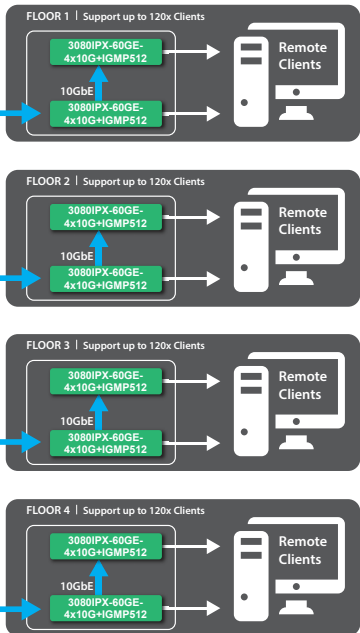 FLOOR 1 | Support up to 120x Clients
3080IPX-60GE-
4x10G+IGMP512
Remote
Clients
10GbE
3080IPX-60GE-
4x10G+IGMP512
FLOOR 2 | Support up to 120x Clients
3080IPX-60GE-
4x10G+IGMP512
Remote
Clients
10GbE
3080IPX-60GE-
4x10G+IGMP512
FLOOR 3 | Support up to 120x Clients
3080IPX-60GE-
4x10G+IGMP512
Remote
Clients
10GbE
3080IPX-60GE-
4x10G+IGMP512
FLOOR 4 | Support up to 120x Clients
3080IPX-60GE-
4x10G+IGMP512
Remote
Clients
10GbE
3080IPX-60GE-
4x10G+IGMP512